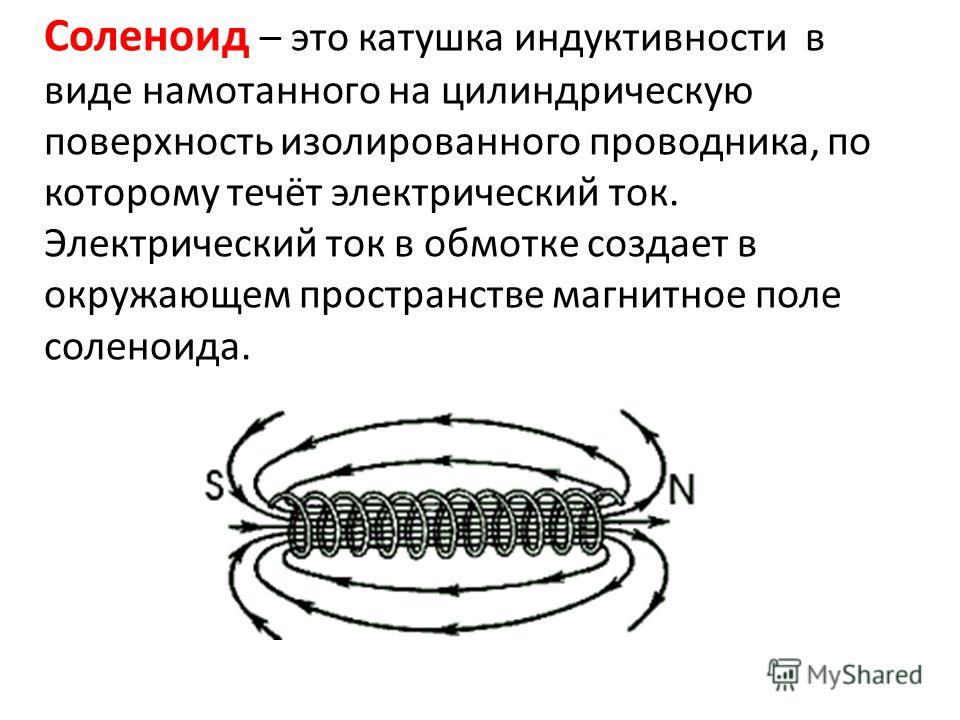 Соленоид – это катушка индуктивности в
виде намотанного на цилиндрическую
поверхность изолированного проводника, по
которому течёт электрический ток.
Электрический ток в обмотке создает в
окружающем пространстве магнитное поле
соленоида.
S
N
MyShared